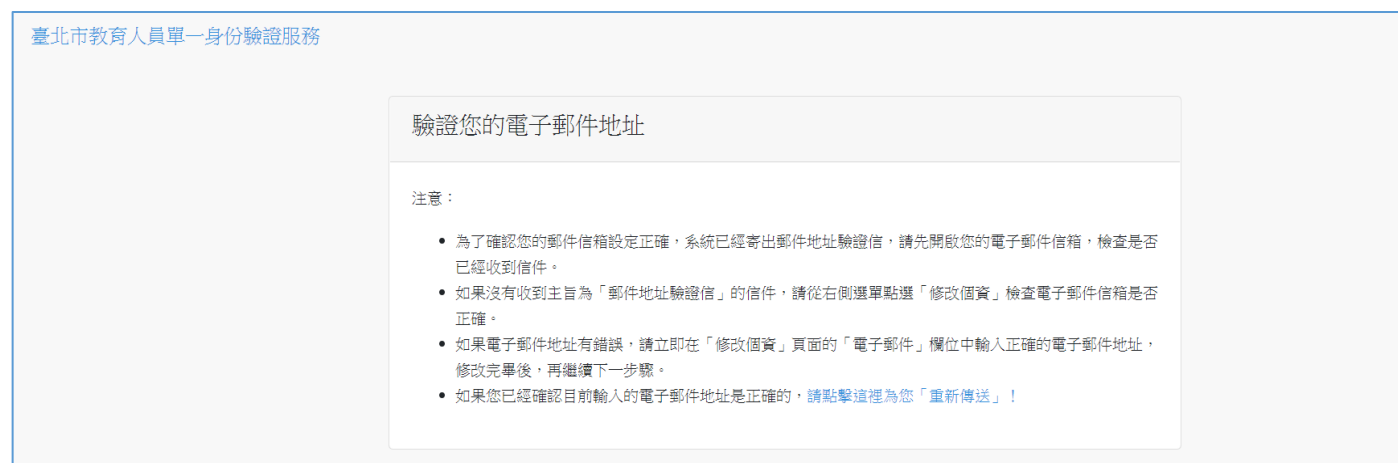 臺北市教育人員單一身份驗證服務
驗證您的電子郵件地址
注意：
為了確認您的郵件信箱設定正確，系統已經寄出郵件地址驗證信，請先開啟您的電子郵件信箱，檢查是否
已經收到信件。
如果沒有收到主旨為「郵件地址驗證信」的信件，請從右側選單點選「修改個資」檢查電子郵件信箱是否
正確。
如果電子郵件地址有錯誤，請立即在「修改個資」頁面的「電子郵件」欄位中輸入正確的電子郵件地址，
修改完畢後，再繼續下一步驟。
如果您已經確認目前輸入的電子郵件地址是正確的，請點擊這裡為您「重新傳送」！